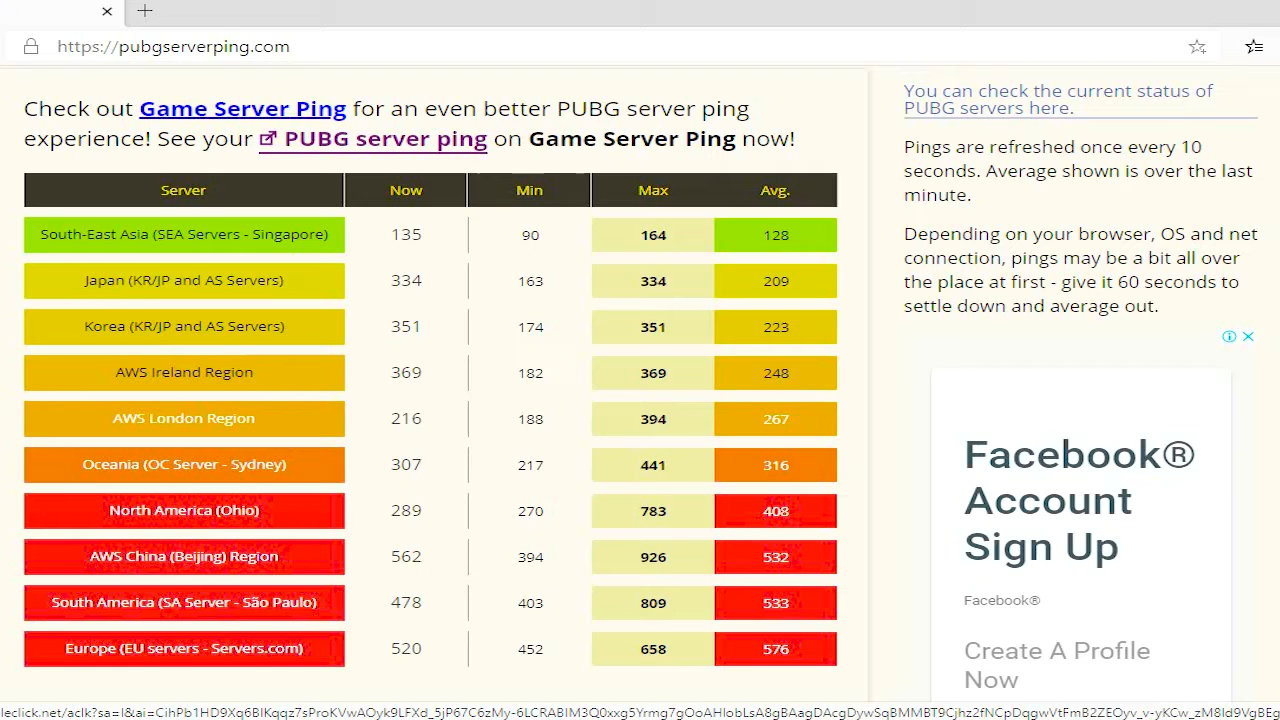 https://pubgserverping.com
Check out Game Server Ping for an even better PUBG server ping
experience! See your PUBG server ping on Game Server Ping now!
Server Now Min Max Avg.
South-East Asia (SEA Servers - Singapore) 135 90 164 128
Japan (KR/JP and AS Servers) 334 163 334 209
Korea (KR/JP and AS Servers) 351 174 351 223
AWS Ireland Region 369 182 369 248
AWS London Region 216 188 394 267
Oceania (OC Server - Sydney) 307 217 441 316
North America (Ohio) 289 270 783 408
AWS China (Beijing) Region 562 394 926 532
South America (SA Server - São Paulo) 478 403 809 533
Europe (EU servers - Servers.com) 520 452 658 576
You can check the current status of
PUBG servers here.
Pings are refreshed once every 10
seconds. Average shown is over the last
minute.
Depending on your browser, OS and net
connection, pings may be a bit all over
the place at first - give it 60 seconds to
settle down and average out.
Facebook®
Account
Sign Up
Facebook®
Create A Profile
Now